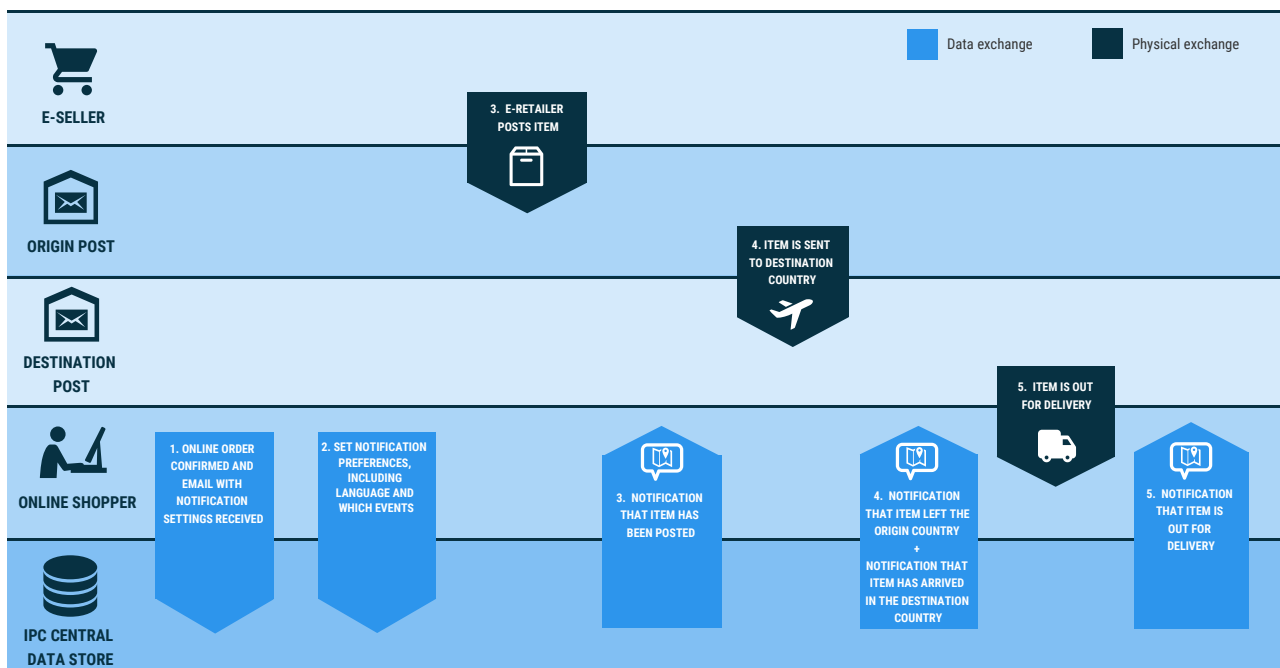 Data exchange
Physical exchange
E-SELLER
3. E-RETAILER
POSTS ITEM
ORIGIN POST
4. ITEM IS SENT
TO DESTINATION
COUNTRY
DESTINATION
POST
5. ITEM IS OUT
FOR DELIVERY
ONLINE SHOPPER
1. ONLINE ORDER
CONFIRMED AND
EMAIL WITH
NOTIFICATION
SETTINGS RECEIVED
2. SET NOTIFICATION
PREFERENCES,
INCLUDING
LANGUAGE AND
WHICH EVENTS
3. NOTIFICATION
THAT ITEM HAS
BEEN POSTED
4. NOTIFICATION
THAT ITEM LEFT THE
ORIGIN COUNTRY
+
NOTIFICATION THAT
ITEM HAS ARRIVED
IN THE DESTINATION
COUNTRY
5. NOTIFICATION
THAT ITEM IS
OUT FOR
DELIVERY
IPC CENTRAL
DATA STORE